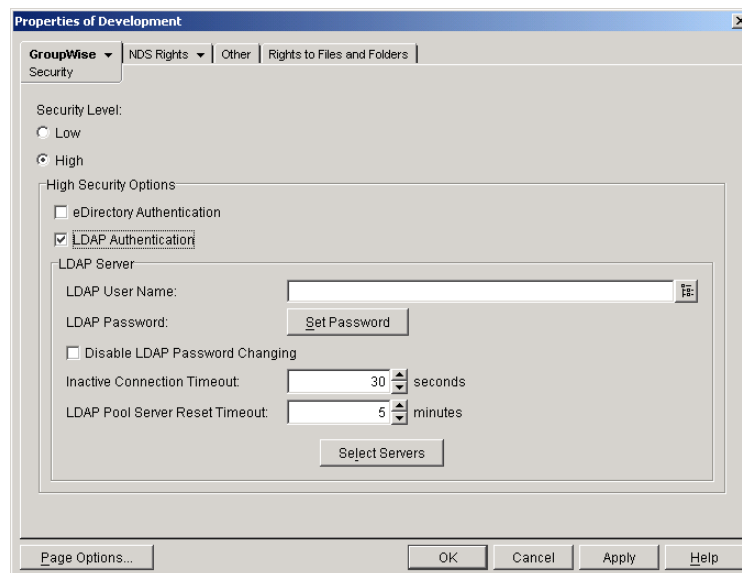 Properties of Development
GroupWise NDS Rights Other Rights to Files and Folders
Security
Security Level:
Low
High
High Security Options
eDirectory Authentication
LDAP Authentication
LDAP Server
LDAP User Name:
LDAP Password: Set Password
Disable LDAP Password Changing
Inactive Connection Timeout: 30 seconds
LDAP Pool Server Reset Timeout: 5 minutes
Select Servers
Page Options... OK Cancel Apply Help